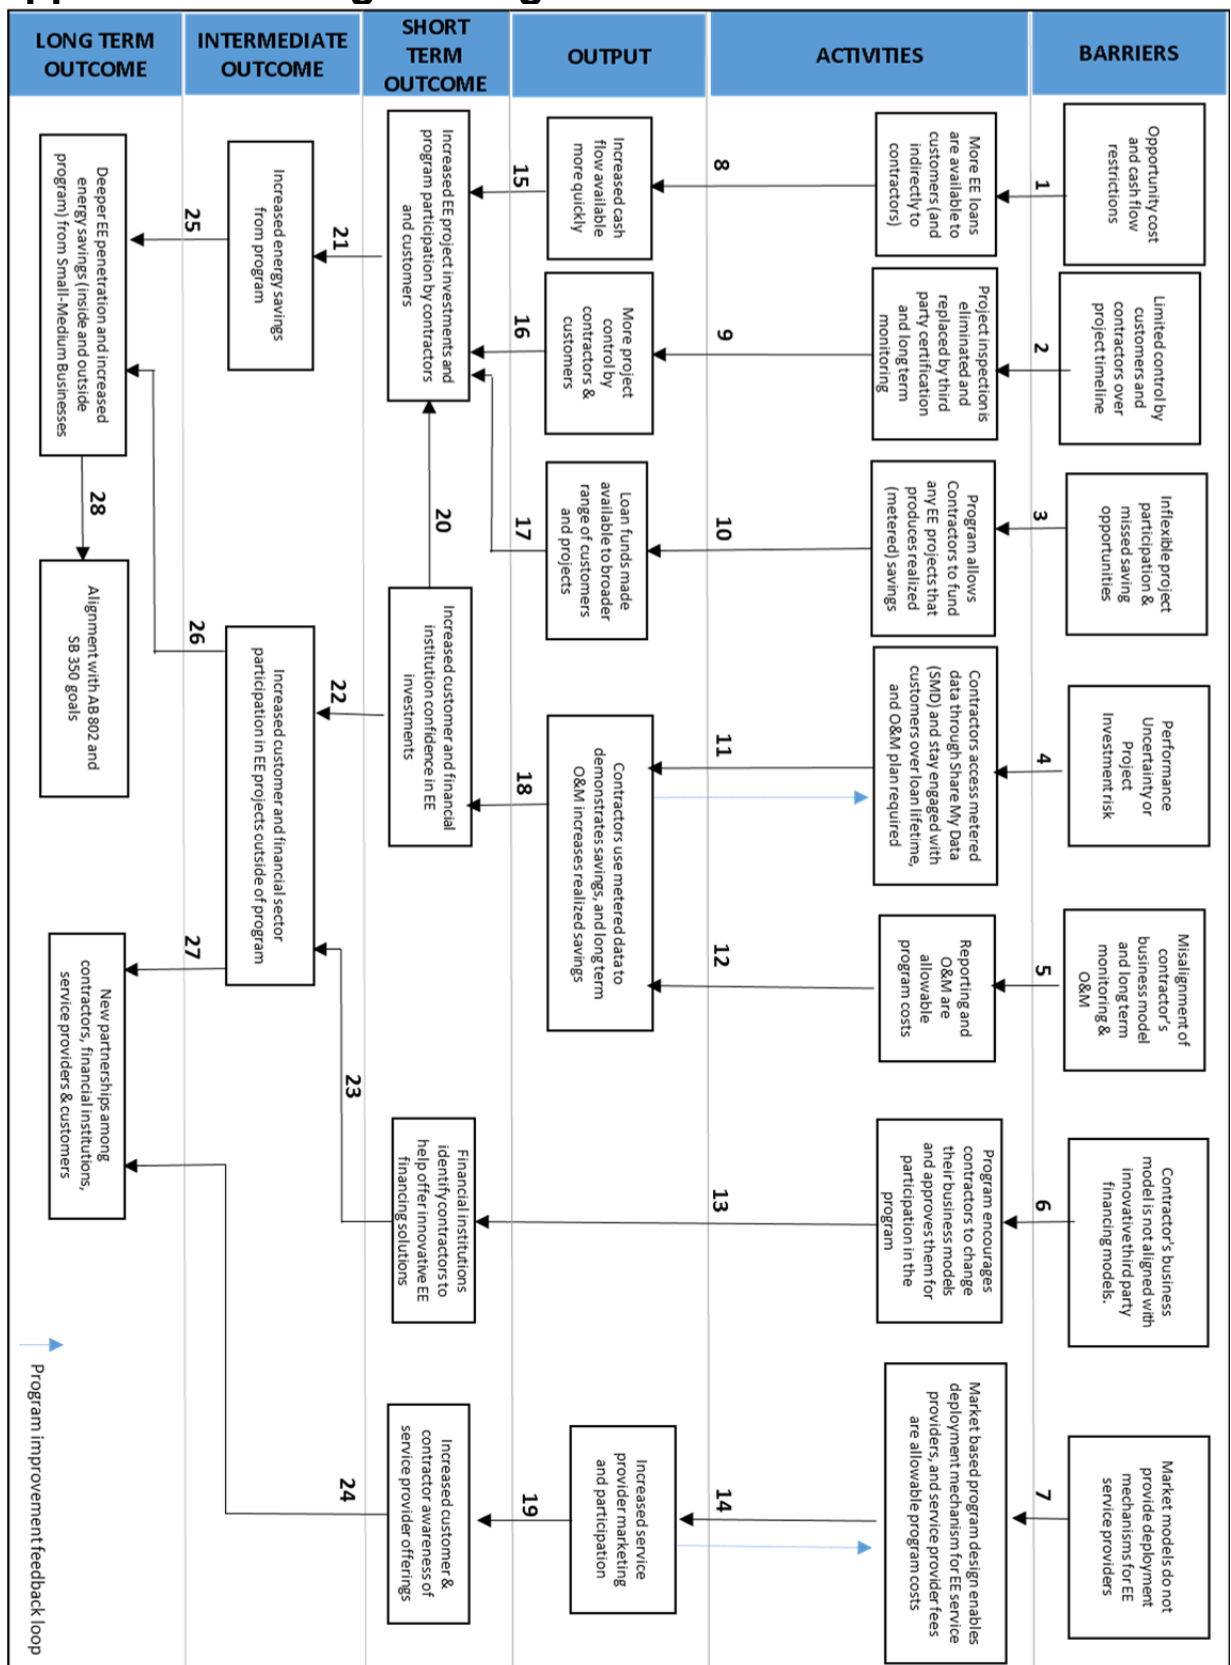 LONG TERM
OUTCOME
INTERMEDIATE
OUTCOME
SHORT
TERM
OUTCOME
OUTPUT
ACTIVITIES
BARRIERS
Opportunity cost
and cash flow
restrictions
Limited control by
customers and
contractors over
project timeline
Inflexible project
participation &
missed saving
opportunities
Performance
Uncertainty or
Project
Investment risk
Misalignment of
contractor's
business model
and long term
monitoring &
O&M
Contractor's business
model is not aligned with
innovative third party
financing models.
Market models do not
provide deployment
mechanisms for EE
service providers
1
2
3
4
5
6
7
More EE loans
are available to
customers (and
indirectly to
contractors)
Project inspection is
eliminated and
replaced by third
party certification
and long term
monitoring
Program allows
Contractors to fund
any EE projects that
produces realized
(metered) savings
Contractors access metered
data through Share My Data
(SMD) and stay engaged with
customers over loan lifetime,
and O&M plan required
Reporting and
O&M are
allowable
program costs
Program encourages
contractors to change
their business models
and approves them for
participation in the
program
Market based program design enables
deployment mechanism for EE service
providers, and service provider fees
are allowable program costs
8
9
10
11
12
13
14
Increased cash
flow available
more quickly
More project
control by
contractors &
customers
Loan funds made
available to broader
range of customers
and projects
Contractors use metered data to
demonstrates savings, and long term
O&M increases realized savings
Increased service
provider marketing
and participation
15
16
17
18
19
Increased EE project investments and
program participation by contractors
and customers
20
Increased customer and financial
institution confidence in EE
investments
Financial institutions
identify contractors to
help offer innovative EE
financing solutions
Increased customer &
contractor awareness of
service provider offerings
21
22
23
24
Increased energy savings
from program
Increased customer and financial sector
participation in EE projects outside of program
25
26
27
Deeper EE penetration and increased
energy savings (inside and outside
program) from Small-Medium Businesses
28
Alignment with AB 802 and
SB 350 goals
New partnerships among
contractors, financial institutions,
service providers & customers
Program improvement feedback loop